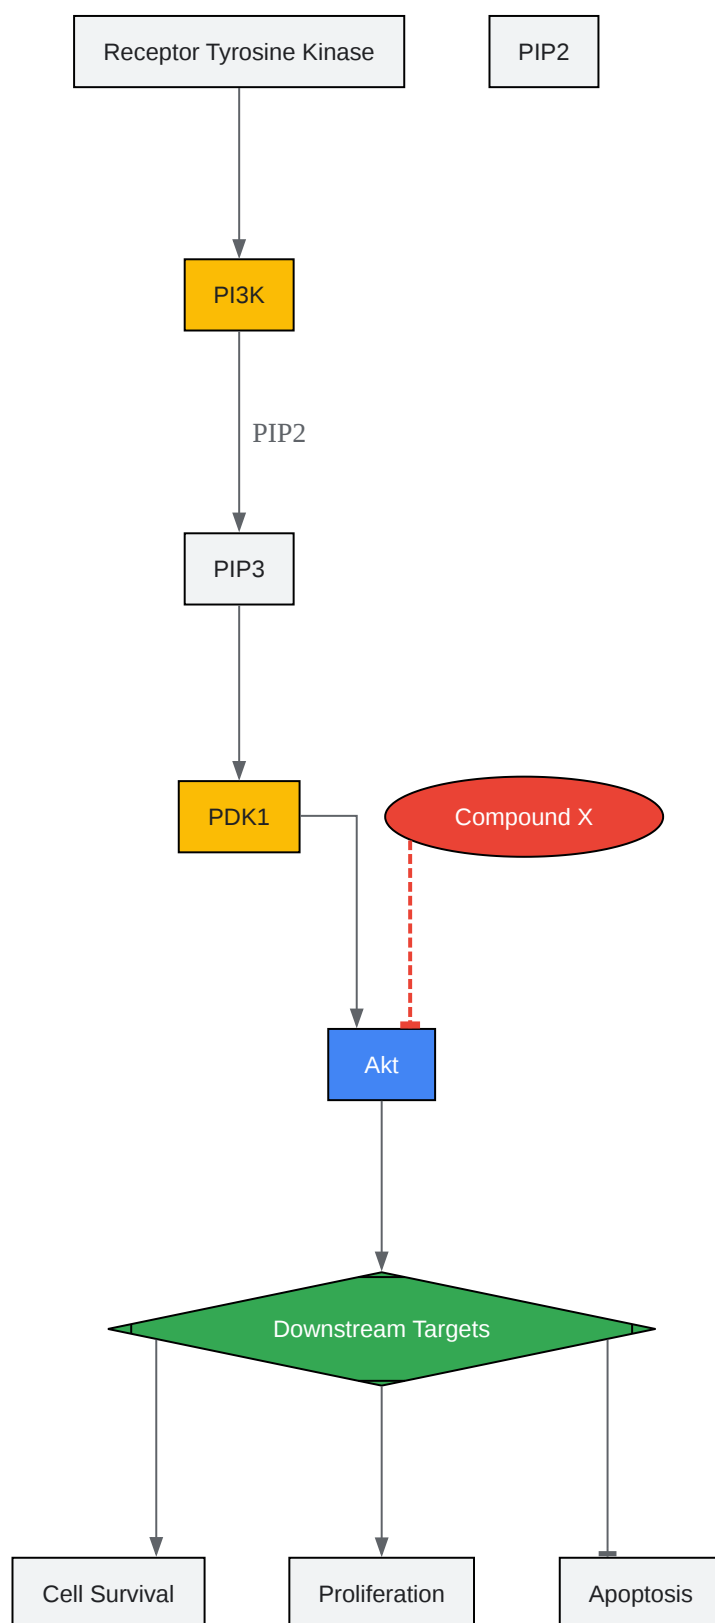 Receptor Tyrosine Kinase
PIP2
PI3K
PIP2
PIP3
PDK1
Compound X
Akt
Downstream Targets
Cell Survival
Proliferation
Apoptosis